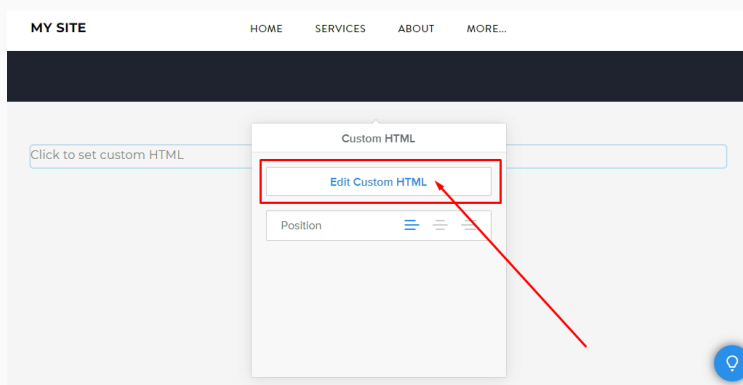 MY SITE HOME SERVICES ABOUT MORE...
Custom HTML
Click to set custom HTML
Edit Custom HTML
Position